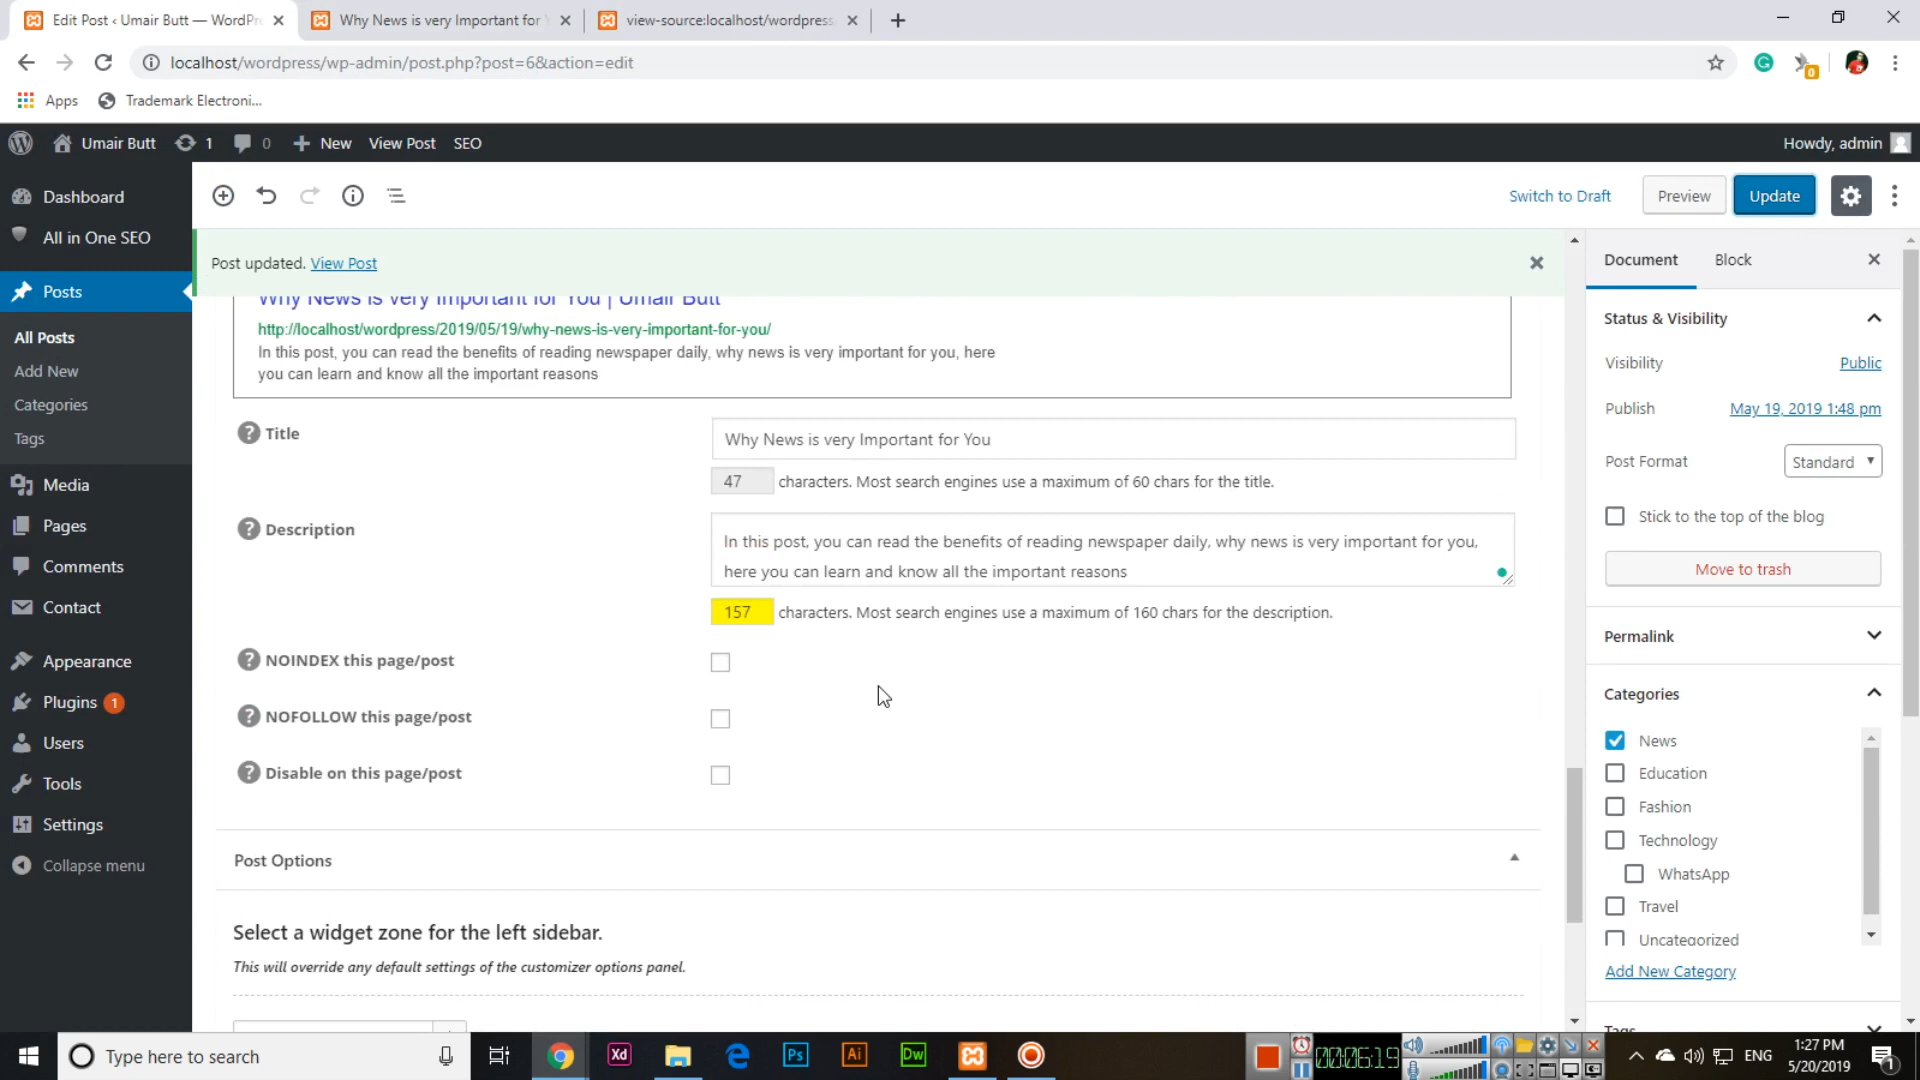 Edit Post ‹ Umair Butt — WordPr
Why News is very Important for
view-source:localhost/wordpress
localhost/wordpress/wp-admin/post.php?post=6&action=edit
0
Apps
Trademark Electroni...
Umair Butt
1
0
New
View Post
SEO
Howdy, admin
Dashboard
All in One SEO
Posts
All Posts
Add New
Categories
Tags
Media
Pages
Comments
Contact
Appearance
Plugins 1
Users
Tools
Settings
Collapse menu
Switch to Draft
Preview
Update
Post updated. View Post
Why News is very Important for You | Umair Butt
http://localhost/wordpress/2019/05/19/why-news-is-very-important-for-you/
In this post, you can read the benefits of reading newspaper daily, why news is very important for you, here
you can learn and know all the important reasons
Title
Why News is very Important for You
47 characters. Most search engines use a maximum of 60 chars for the title.
Description
In this post, you can read the benefits of reading newspaper daily, why news is very important for you,
here you can learn and know all the important reasons
157 characters. Most search engines use a maximum of 160 chars for the description.
NOINDEX this page/post
NOFOLLOW this page/post
Disable on this page/post
Post Options
Select a widget zone for the left sidebar.
This will override any default settings of the customizer options panel.
Document
Block
Status & Visibility
Visibility
Public
Publish
May 19, 2019 1:48 pm
Post Format
Standard
Stick to the top of the blog
Move to trash
Permalink
Categories
News
Education
Fashion
Technology
WhatsApp
Travel
Uncategorized
Add New Category
Tags
Type here to search
Xd
Ps
Ai
Dw
00:06:19
ENG
1:27 PM
5/20/2019
1